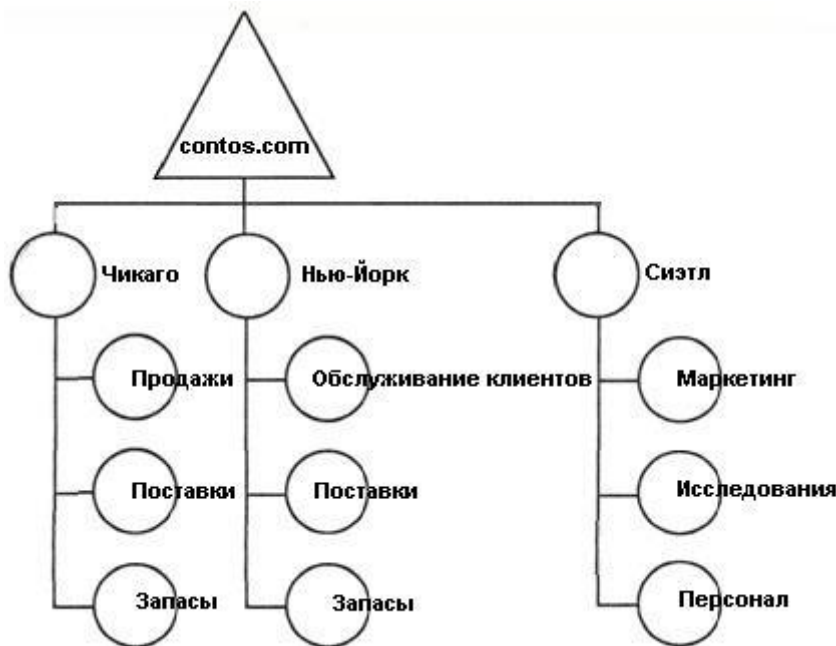 contos.com
Чикаго
Нью-Йорк
Сиэтл
Продажи
Обслуживание клиентов
Маркетинг
Поставки
Поставки
Исследования
Запасы
Запасы
Персонал